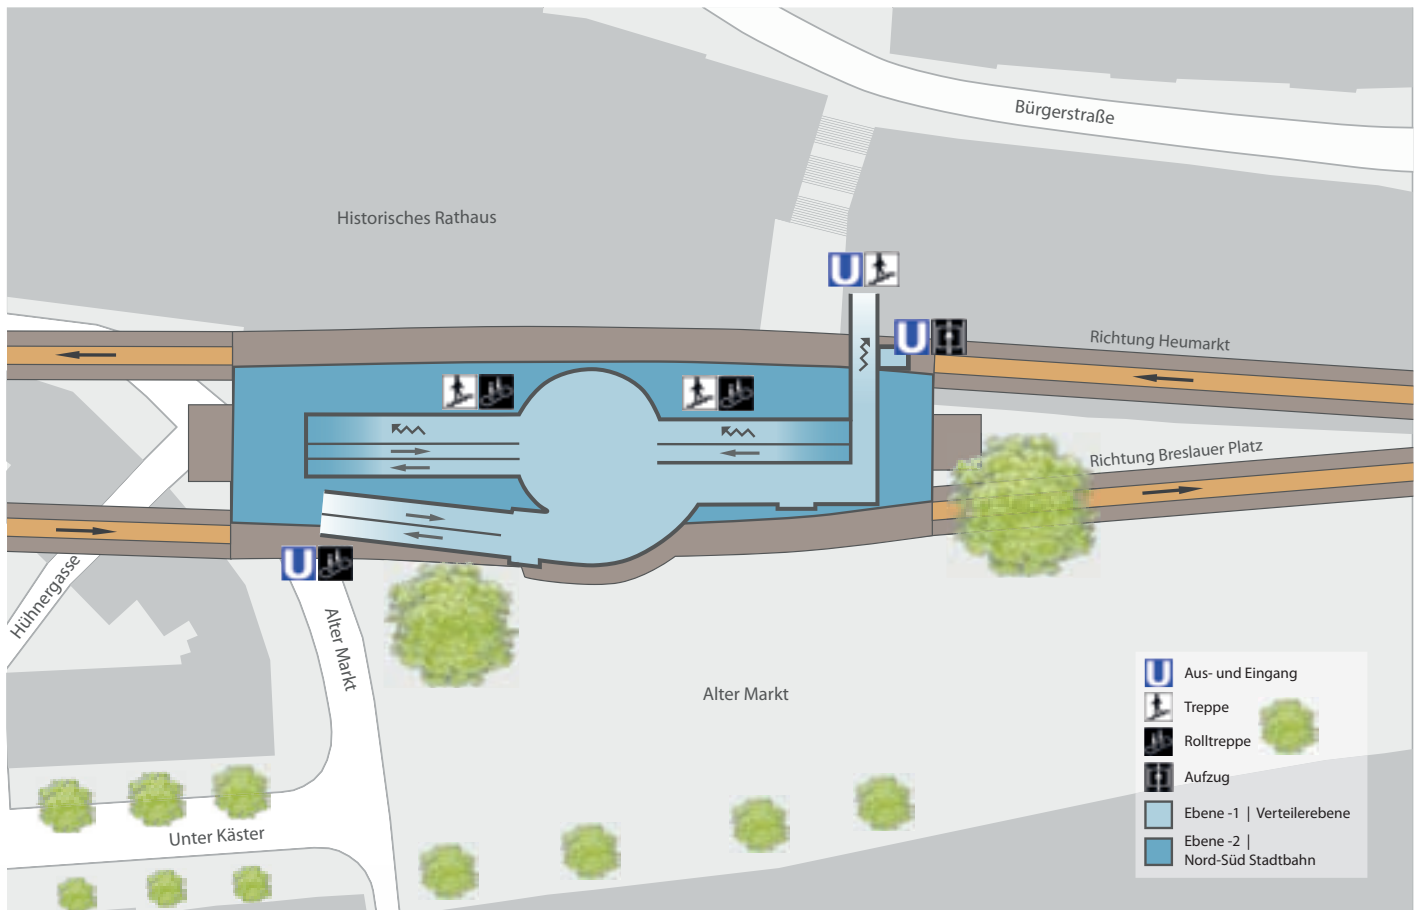 Bürgerstraße
Historisches Rathaus
U
U
Richtung Heumarkt
Richtung Breslauer Platz
U
Hühnergasse
Alter Markt
Alter Markt
Unter Käster
U Aus- und Eingang
Treppe
Rolltreppe
Aufzug
Ebene -1 | Verteilerebene
Ebene -2 |
Nord-Süd Stadtbahn